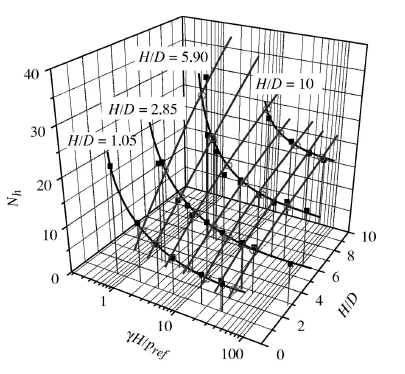 H/D = 5.90
H/D = 10
H/D = 2.85
H/D = 1.05
40
30
20
10
0
N_h
1
10
100
γH/p_ref
0
2
4
6
8
10
H/D